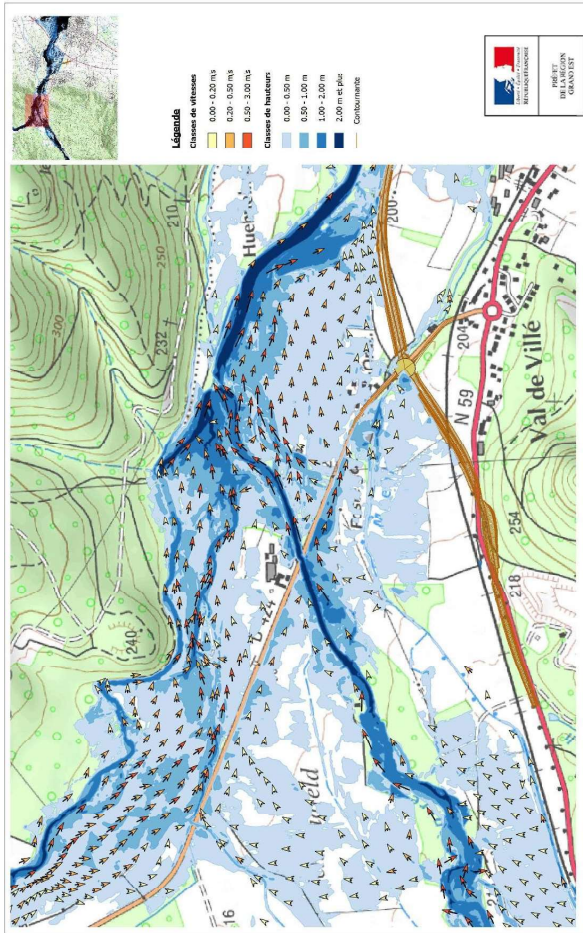 Légende
Classes de vitesses
0.00 - 0.20 m/s
0.20 - 0.50 m/s
0.50 - 3.00 m/s
Classes de hauteurs
0.00 - 0.50 m
0.50 - 1.00 m
1.00 - 2.00 m
2.00 m et plus
Contournante
RÉPUBLIQUE FRANÇAISE
PRÉFET
DE LA RÉGION
GRAND EST
300
250
210
232
240
200
204
N 59
Val de Villé
254
218
16